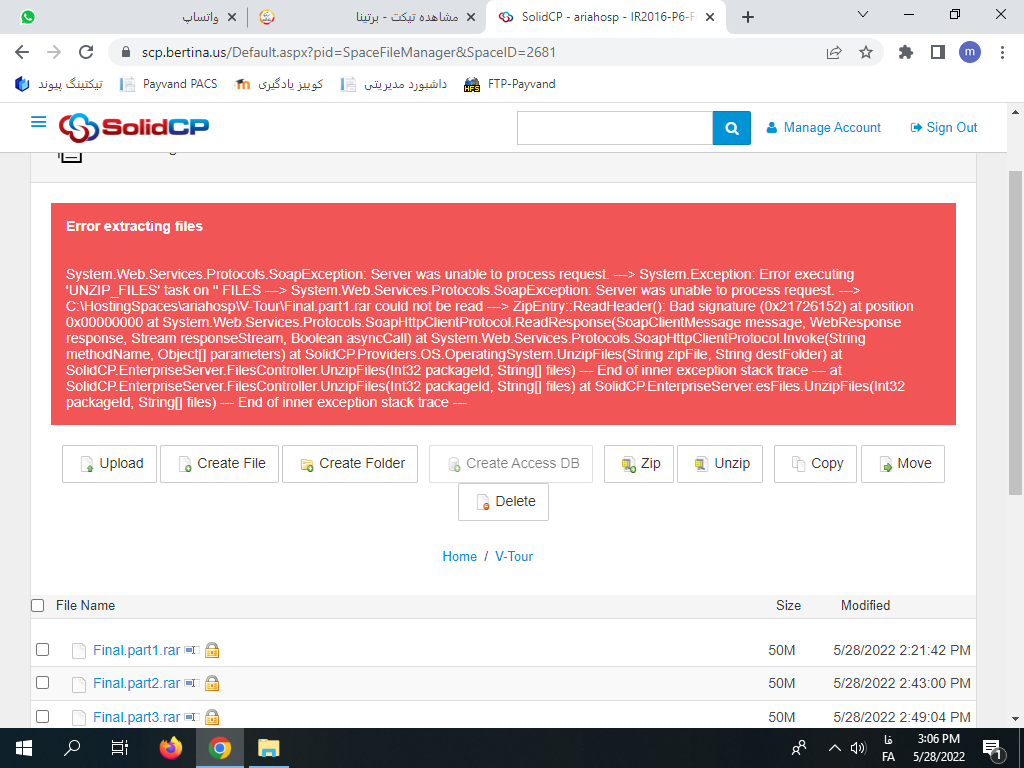 واتساپ
مشاهده تیکت - برتینا
SolidCP - ariahosp - IR2016-P6-F
scp.bertina.us/Default.aspx?pid=SpaceFileManager&SpaceID=2681
m
تیکتینگ پیوند
Payvand PACS
کوییز یادگیری
داشبورد مدیریتی
HFS
FTP-Payvand
SolidCP
Manage Account
Sign Out
Error extracting files
System.Web.Services.Protocols.SoapException: Server was unable to process request. ---> System.Exception: Error executing
'UNZIP_FILES' task on '' FILES ---> System.Web.Services.Protocols.SoapException: Server was unable to process request. --->
C:\HostingSpaces\ariahosp\V-Tour\Final.part1.rar could not be read ---> ZipEntry::ReadHeader(): Bad signature (0x21726152) at position
0x00000000 at System.Web.Services.Protocols.SoapHttpClientProtocol.ReadResponse(SoapClientMessage message, WebResponse
response, Stream responseStream, Boolean asyncCall) at System.Web.Services.Protocols.SoapHttpClientProtocol.Invoke(String
methodName, Object[] parameters) at SolidCP.Providers.OS.OperatingSystem.UnzipFiles(String zipFile, String destFolder) at
SolidCP.EnterpriseServer.FilesController.UnzipFiles(Int32 packageId, String[] files) --- End of inner exception stack trace --- at
SolidCP.EnterpriseServer.FilesController.UnzipFiles(Int32 packageId, String[] files) at SolidCP.EnterpriseServer.esFiles.UnzipFiles(Int32
packageId, String[] files) --- End of inner exception stack trace ---
Upload
Create File
Create Folder
Create Access DB
Zip
Unzip
Copy
Move
Delete
Home / V-Tour
File Name Size Modified
Final.part1.rar 50M 5/28/2022 2:21:42 PM
Final.part2.rar 50M 5/28/2022 2:43:00 PM
Final.part3.rar 50M 5/28/2022 2:49:04 PM
فا
FA
3:06 PM
5/28/2022
1